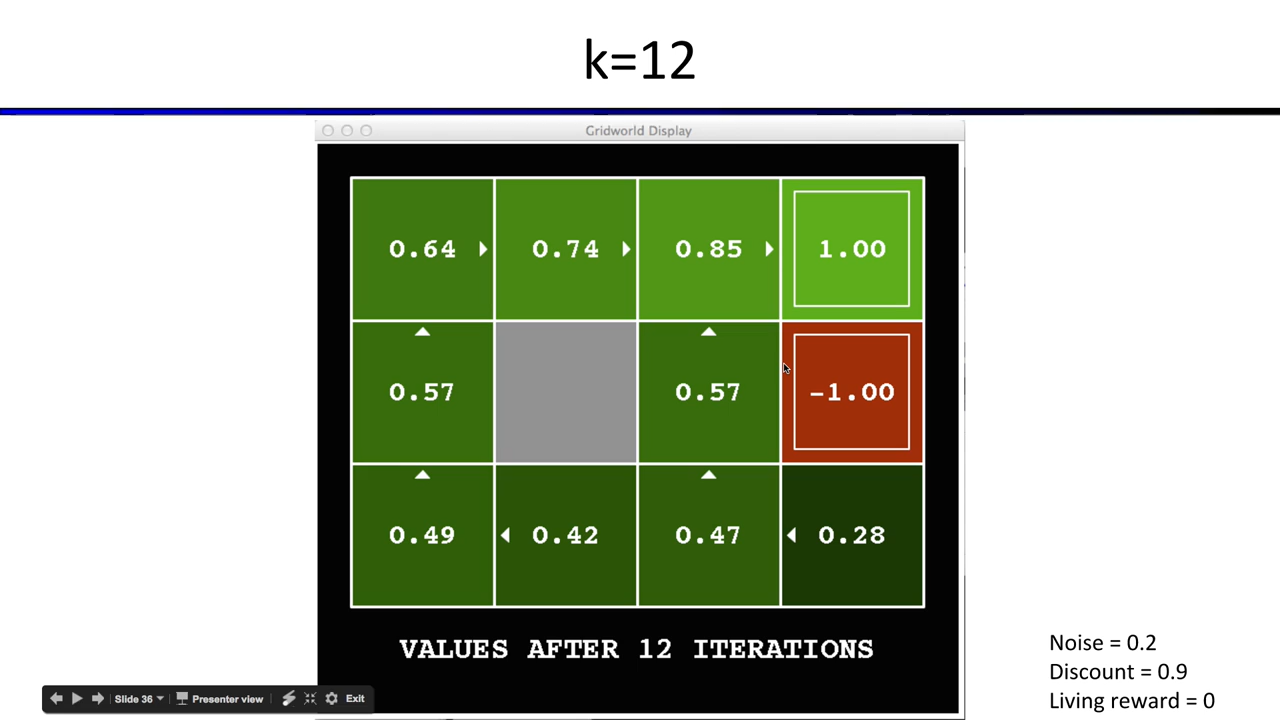 k=12
Gridworld Display
0.64 0.74 0.85 1.00
0.57 0.57 -1.00
0.49 0.42 0.47 0.28
VALUES AFTER 12 ITERATIONS
Noise = 0.2
Discount = 0.9
Living reward = 0
Slide 36 Presenter view Exit